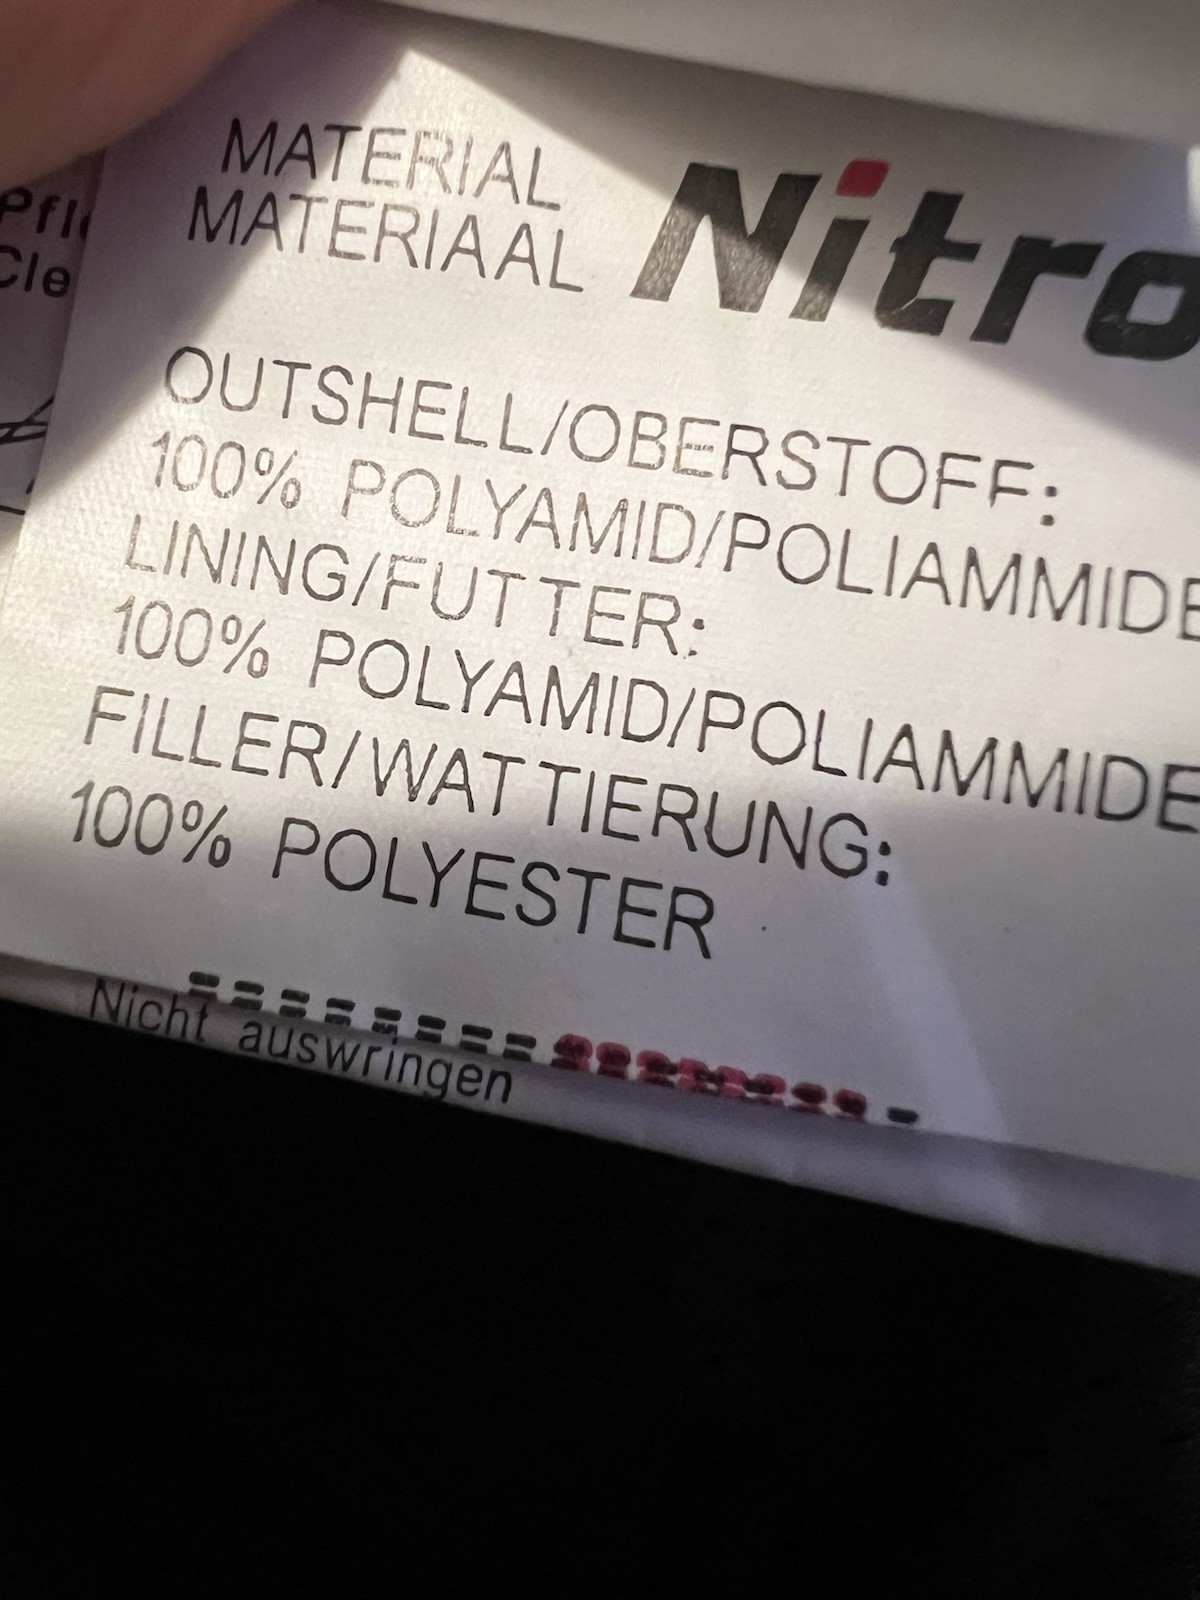 MATERIAL
MATERIAAL
Nitro
OUTSHELL/OBERSTOFF:
100% POLYAMID/POLIAMMIDE
LINING/FUTTER:
100% POLYAMID/POLIAMMIDE
FILLER/WATTIERUNG:
100% POLYESTER
Nicht auswringen